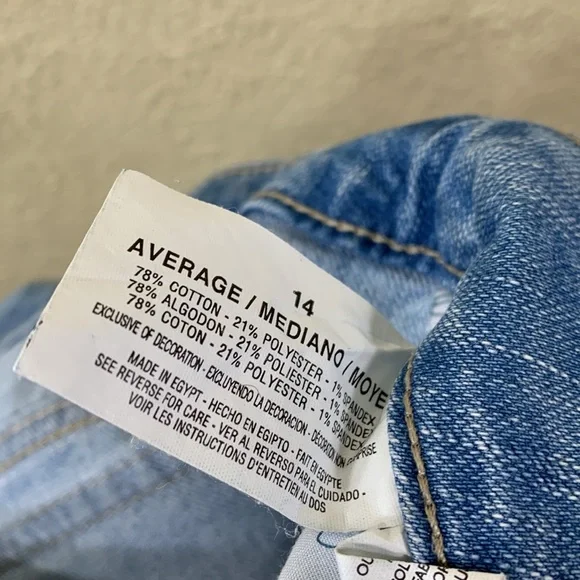 14
AVERAGE / MEDIANO / MOYE
78% COTTON - 21% POLYESTER - 1% SPANDEX
78% ALGODON - 21% POLIESTER - 1% SPANDEX
78% COTON - 21% POLYESTER - 1% SPANDEX
EXCLUSIVE OF DECORATION - EXCLUYENDO LA DECORACION - DECORATION NON
MADE IN EGYPT - HECHO EN EGIPTO - FAIT EN EGYPTE
SEE REVERSE FOR CARE - VER AL REVERSO PARA EL CUIDADO -
VOIR LES INSTRUCTIONS D'ENTRETIEN AU DOS